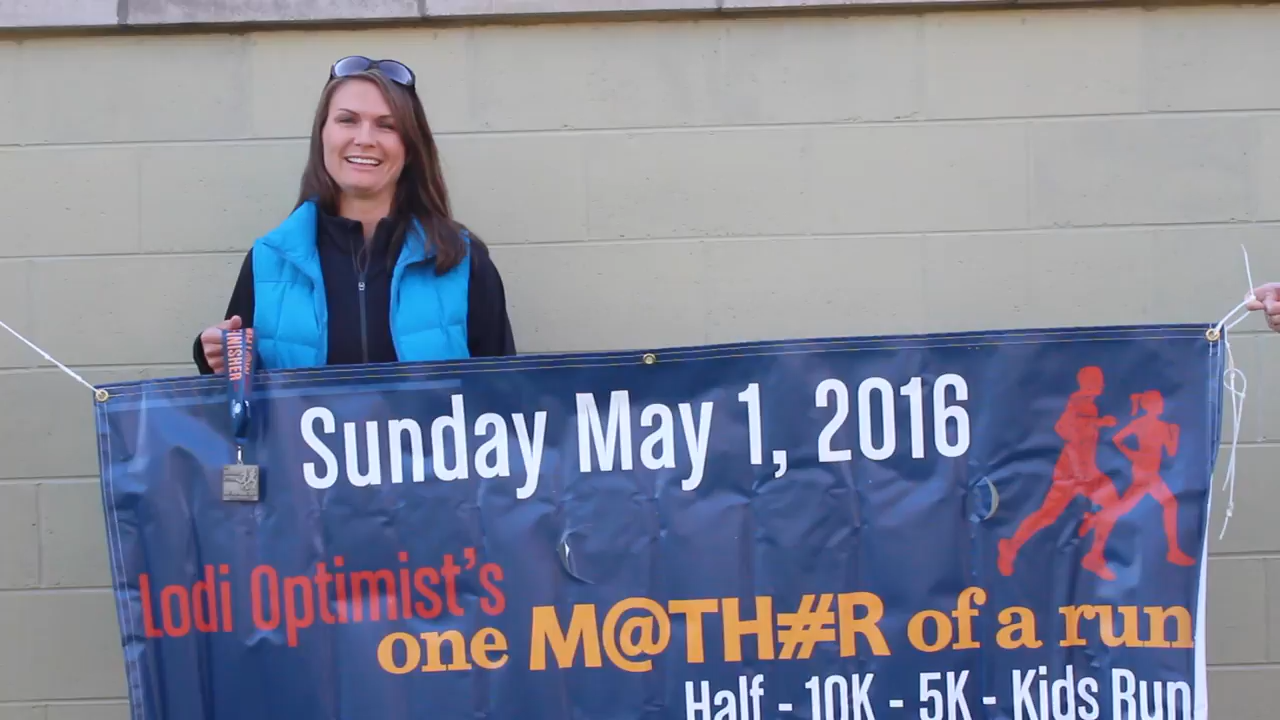 FINISHER
Sunday May 1, 2016
Lodi Optimist's
one M@TH#R of a run
Half - 10K - 5K - Kids Run